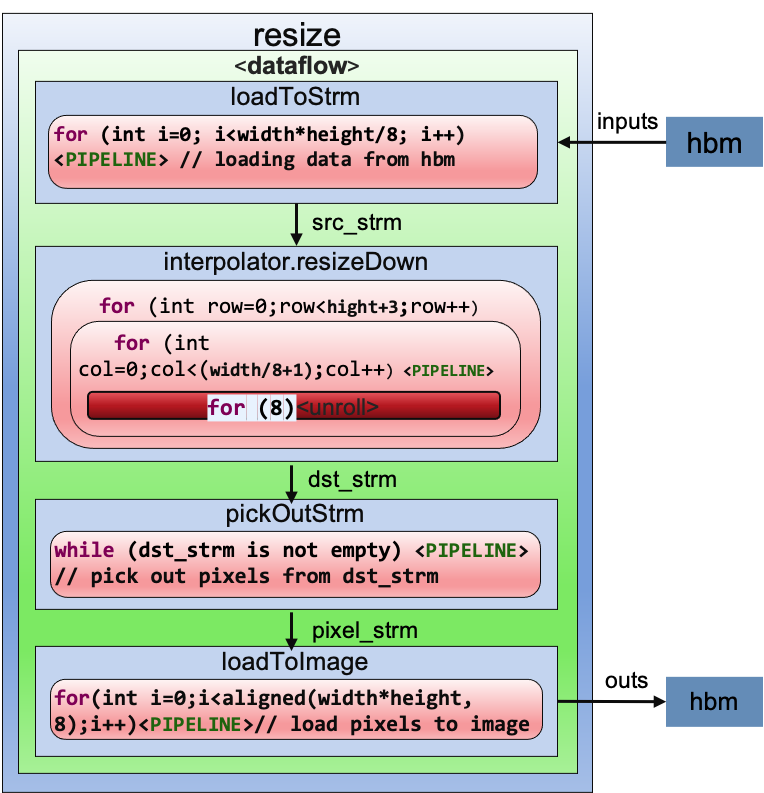 resize
<dataflow>
loadToStrm
for (int i=0; i<width*height/8; i++)
<PIPELINE> // loading data from hbm
inputs
hbm
src_strm
interpolator.resizeDown
for (int row=0;row<hight+3;row++)
for (int
col=0;col<(width/8+1);col++) <PIPELINE>
for (8)<unroll>
dst_strm
pickOutStrm
while (dst_strm is not empty) <PIPELINE>
// pick out pixels from dst_strm
pixel_strm
loadToImage
for(int i=0;i<aligned(width*height,
8);i++)<PIPELINE>// load pixels to image
outs
hbm